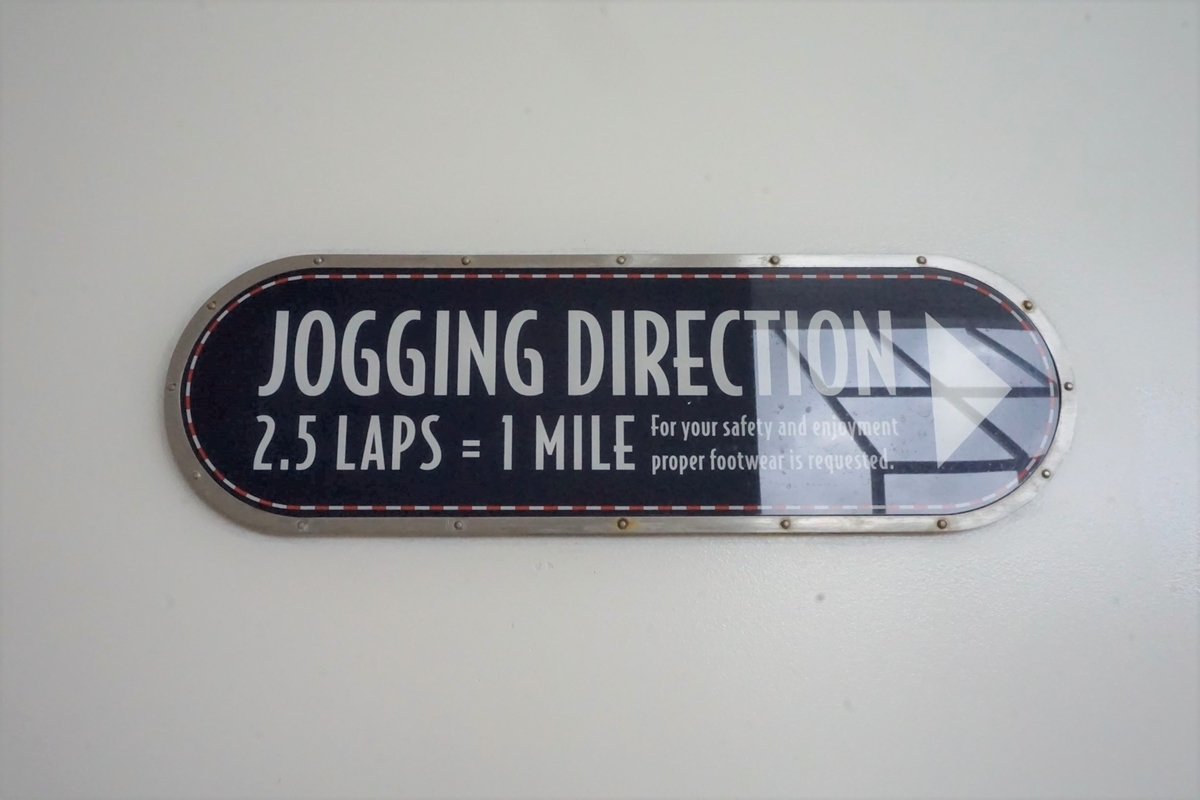 JOGGING DIRECTION
2.5 LAPS = 1 MILE
For your safety and enjoyment
proper footwear is requested.